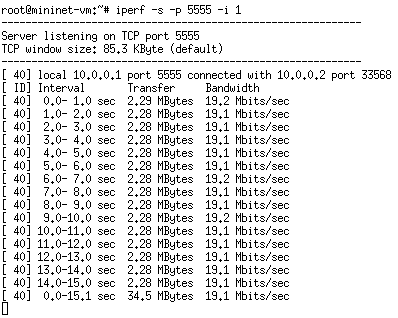 root@mininet-vm:~# iperf -s -p 5555 -i 1
------------------------------------------------------------
Server listening on TCP port 5555
TCP window size: 85.3 KByte (default)
------------------------------------------------------------
[ 40] local 10.0.0.1 port 5555 connected with 10.0.0.2 port 33568
[ ID] Interval       Transfer     Bandwidth
[ 40]  0.0- 1.0 sec  2.29 MBytes  19.2 Mbits/sec
[ 40]  1.0- 2.0 sec  2.28 MBytes  19.1 Mbits/sec
[ 40]  2.0- 3.0 sec  2.28 MBytes  19.1 Mbits/sec
[ 40]  3.0- 4.0 sec  2.28 MBytes  19.1 Mbits/sec
[ 40]  4.0- 5.0 sec  2.28 MBytes  19.1 Mbits/sec
[ 40]  5.0- 6.0 sec  2.28 MBytes  19.1 Mbits/sec
[ 40]  6.0- 7.0 sec  2.28 MBytes  19.2 Mbits/sec
[ 40]  7.0- 8.0 sec  2.28 MBytes  19.1 Mbits/sec
[ 40]  8.0- 9.0 sec  2.28 MBytes  19.1 Mbits/sec
[ 40]  9.0-10.0 sec  2.28 MBytes  19.2 Mbits/sec
[ 40] 10.0-11.0 sec  2.28 MBytes  19.1 Mbits/sec
[ 40] 11.0-12.0 sec  2.28 MBytes  19.1 Mbits/sec
[ 40] 12.0-13.0 sec  2.28 MBytes  19.1 Mbits/sec
[ 40] 13.0-14.0 sec  2.28 MBytes  19.1 Mbits/sec
[ 40] 14.0-15.0 sec  2.28 MBytes  19.1 Mbits/sec
[ 40]  0.0-15.1 sec  34.5 MBytes  19.1 Mbits/sec